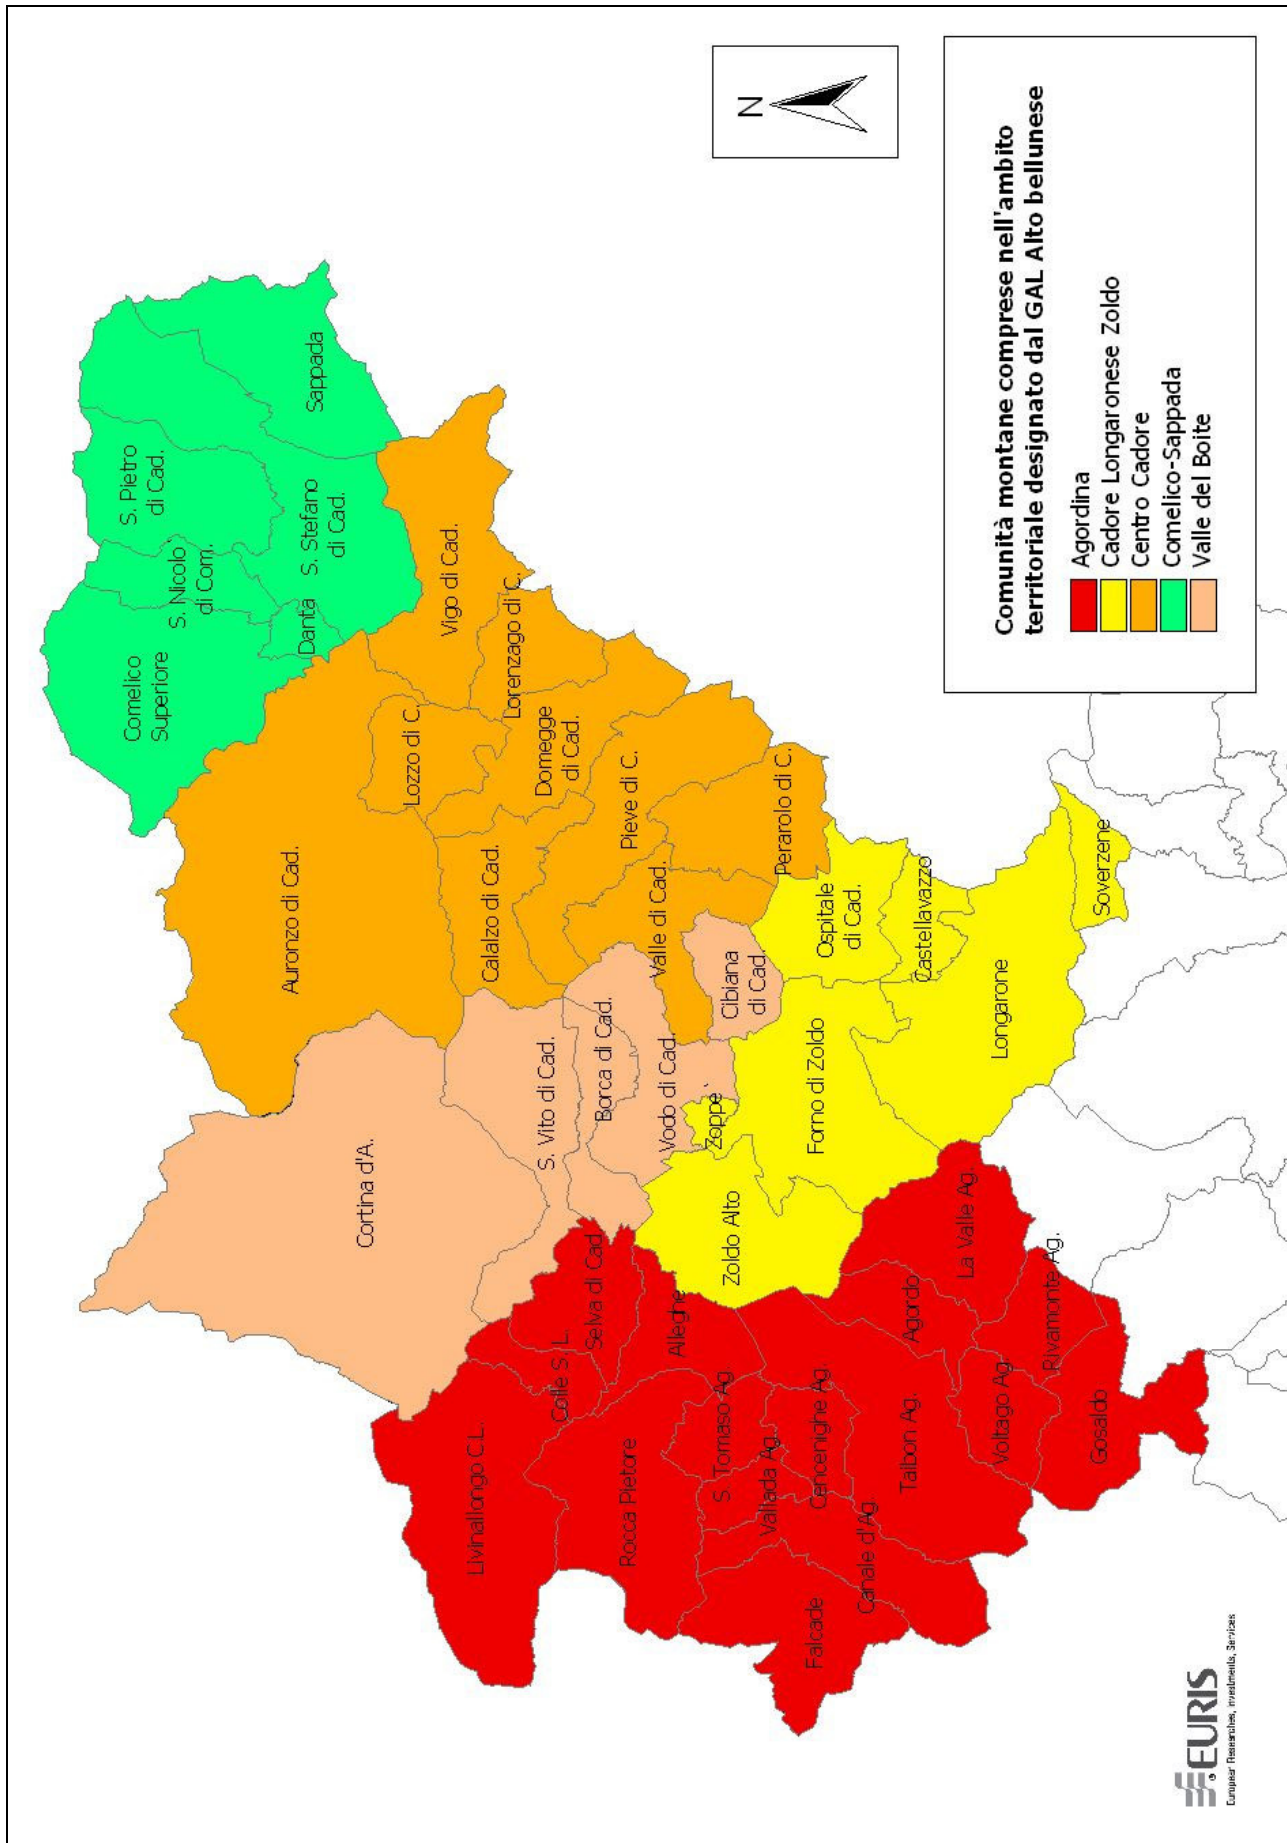 N
Comelico
Superiore
S. Nicolo'
di Com.
S. Pietro
di Cad.
Danta
S. Stefano
di Cad.
Sappada
Auronzo di Cad.
Cortina d'A.
Lozzo di C.
Vigo di Cad.
Calalzo di Cad.
Lorenzago di C.
Domegge
di Cad.
Livinallongo C.L.
Colle S. L.
S. Vito di Cad.
Selva di Cad
Borca di Cad.
Pieve di C.
Valle di Cad.
Rocca Pietore
Alleghe
Vodo di Cad.
Zoppe`
Cibiana
di Cad.
Perarolo di C.
S. Tomaso Ag
Zoldo Alto
Vallada Ag.
Cencenighe Ag.
Forno di Zoldo
Ospitale
di Cad.
Falcade
Canale d'Ag.
Taibon Ag.
Agordo
Castellavazzo
La Valle Ag.
Longarone
Voltago Ag.
Rivamonte Ag.
Soverzene
Gosaldo
Comunità montane comprese nell'ambito
territoriale designato dal GAL Alto bellunese
Agordina
Cadore Longaronese Zoldo
Centro Cadore
Comelico-Sappada
Valle del Boite
EURIS
European Researches, Investments, Services